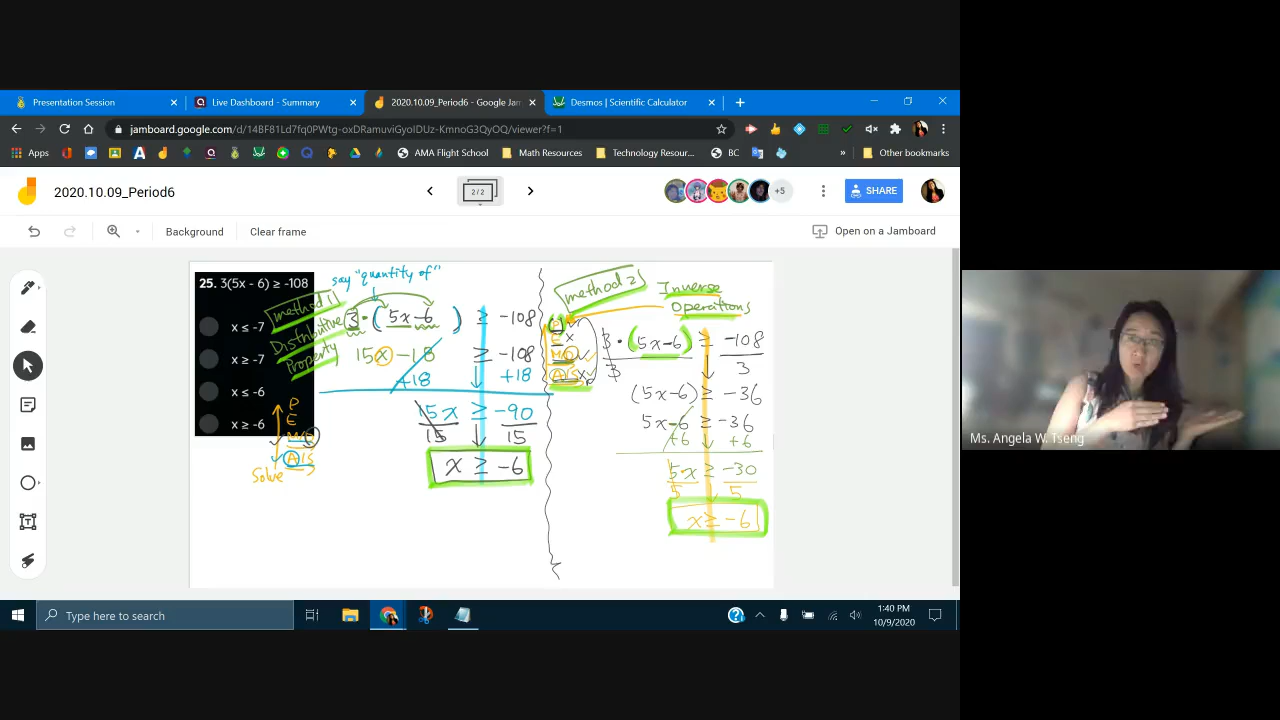 Presentation Session
Live Dashboard - Summary
2020.10.09_Period6 - Google Jan
Desmos | Scientific Calculator
jamboard.google.com/d/14BF81Ld7fq0PWtg-oxDRamuviGyoIDUz-KmnoG3QyOQ/viewer?f=1
Apps
AMA Flight School
Math Resources
Technology Resour...
BC
»
Other bookmarks
2020.10.09_Period6
2 / 2
+5
SHARE
Background
Clear frame
Open on a Jamboard
25. 3(5x - 6) ≥ -108
x ≤ -7
x ≥ -7
x ≤ -6
x ≥ -6
say "quantity of"
method 1
Distributive
Property
3 (5x - 6) ≥ -108
15x - 18 ≥ -108
+18 +18
15x ≥ -90
15 15
x ≥ -6
P
E
MD
AS
Solve
method 2
Inverse
Operations
P
E
MD
AS
3 · (5x - 6) ≥ -108
3 3
(5x - 6) ≥ -36
5x - 6 ≥ -36
+6 +6
5x ≥ -30
5 5
x ≥ -6
Ms. Angela W. Tseng
Type here to search
1:40 PM
10/9/2020